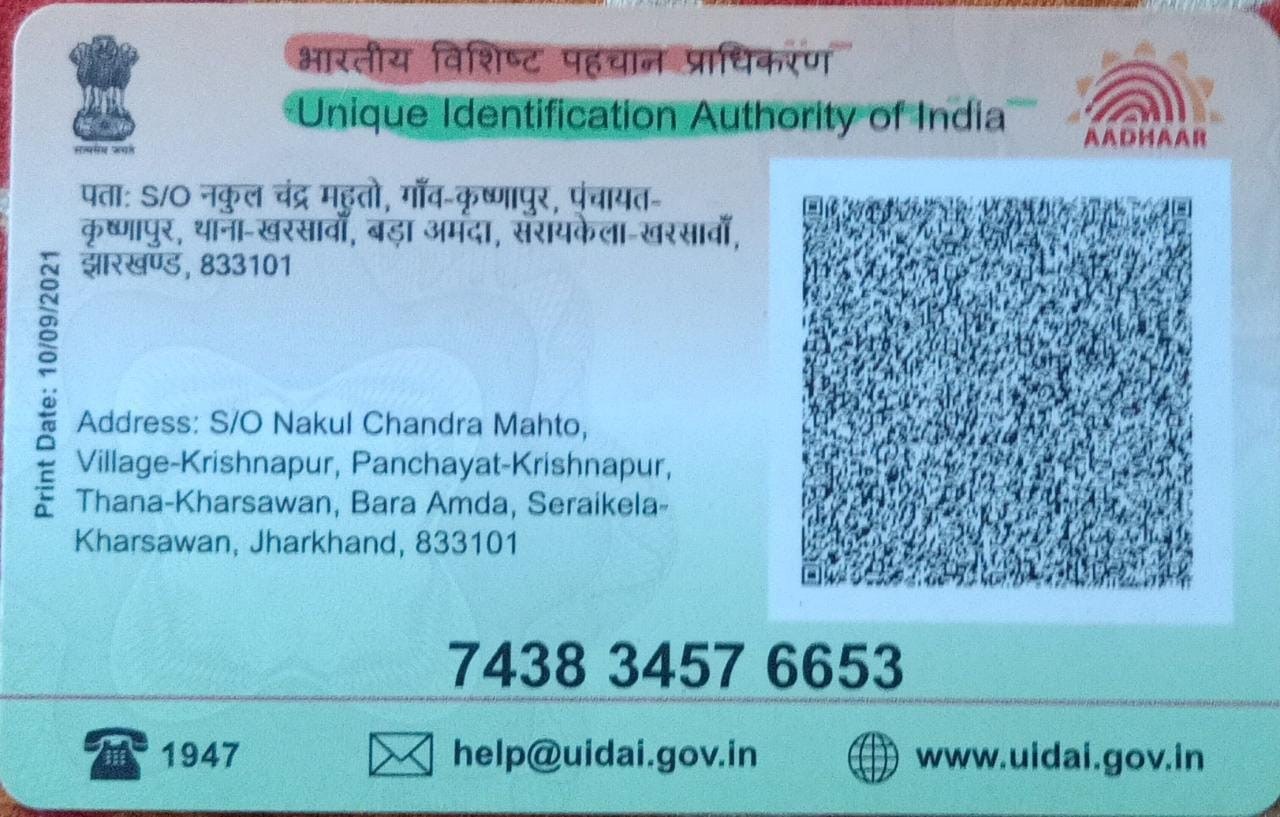 भारतीय विशिष्ट पहचान प्राधिकरण
Unique Identification Authority of India
सत्यमेव जयते
AADHAAR
पता: S/O नकुल चंद्र महतो, गाँव-कृष्णापुर, पंचायत-
कृष्णापुर, थाना-खरसावाँ, बड़ा अमदा, सरायकेला-खरसावाँ,
झारखण्ड, 833101
Print Date: 10/09/2021
Address: S/O Nakul Chandra Mahto,
Village-Krishnapur, Panchayat-Krishnapur,
Thana-Kharsawan, Bara Amda, Seraikela-
Kharsawan, Jharkhand, 833101
7438 3457 6653
1947
help@uidai.gov.in
www.uidai.gov.in